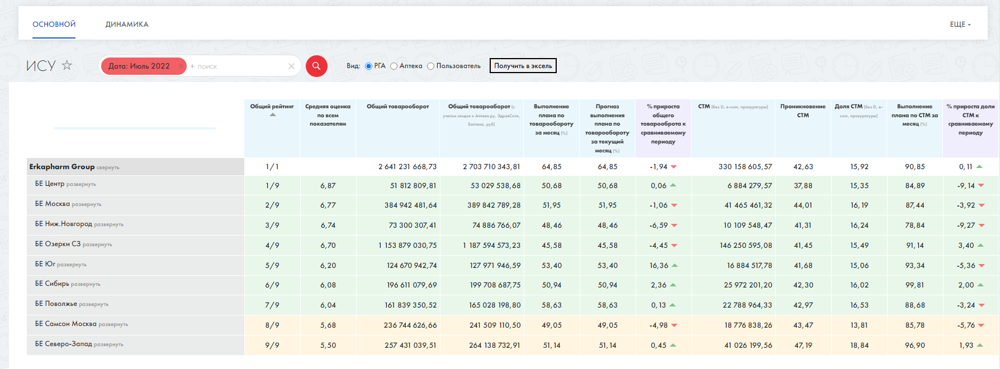 ОСНОВНОЙ ДИНАМИКА ЕЩЕ
ИСУ Дата: Июль 2022 × + поиск × Вид: РГА Аптека Пользователь Получить в эксель
Общий рейтинг
Средняя оценка по всем показателям
Общий товарооборот
Общий товарооборот (с учетом скидок и Аптека.ру, ЗдравСити, Еаптека, руб)
Выполнение плана по товарообороту за месяц (%)
Прогноз выполнения плана по товарообороту за текущий месяц (%)
% прироста общего товарооброта к сравниваемому периоду
СТМ (без D, e-com, прокуратуры)
Проникновение СТМ
Доля СТМ (без D, e-com, прокуратуры)
Выполнение плана по СТМ за месяц (%)
% прироста доли СТМ к сравниваемому периоду
Erkapharm Group свернуть 1/1 2 641 231 668,73 2 703 710 343,81 64,85 64,85 -1,94 330 158 605,57 42,63 15,92 90,85 0,11
БЕ Центр развернуть 1/9 6,87 51 812 809,81 53 029 538,68 50,68 50,68 0,06 6 884 279,57 37,88 15,35 84,89 -9,14
БЕ Москва развернуть 2/9 6,77 384 942 481,64 389 842 789,28 51,95 51,95 -1,06 41 465 461,32 44,01 16,19 87,44 -3,92
БЕ Ниж.Новгород развернуть 3/9 6,74 73 300 307,41 74 886 766,07 48,46 48,46 -6,59 10 109 548,47 41,31 16,24 78,84 -9,27
БЕ Озерки СЗ развернуть 4/9 6,70 1 153 879 030,75 1 187 594 573,23 45,58 45,58 -4,45 146 250 595,08 41,45 15,49 91,14 3,40
БЕ Юг развернуть 5/9 6,20 124 670 942,74 127 971 946,59 53,40 53,40 16,36 16 884 517,78 41,68 15,06 93,34 -5,36
БЕ Сибирь развернуть 6/9 6,08 196 611 079,69 199 708 687,75 50,94 50,94 2,36 25 972 201,20 42,30 16,02 99,81 2,00
БЕ Поволжье развернуть 7/9 6,04 161 839 350,52 165 028 198,80 58,63 58,63 0,13 22 788 964,33 42,97 16,53 88,68 -3,24
БЕ Самсон Москва развернуть 8/9 5,68 236 744 626,66 241 509 110,50 49,05 49,05 -4,98 18 776 838,26 43,47 13,81 85,78 -5,76
БЕ Северо-Запад развернуть 9/9 5,50 257 431 039,51 264 138 732,91 51,14 51,14 0,45 41 026 199,56 47,19 18,84 96,90 1,93